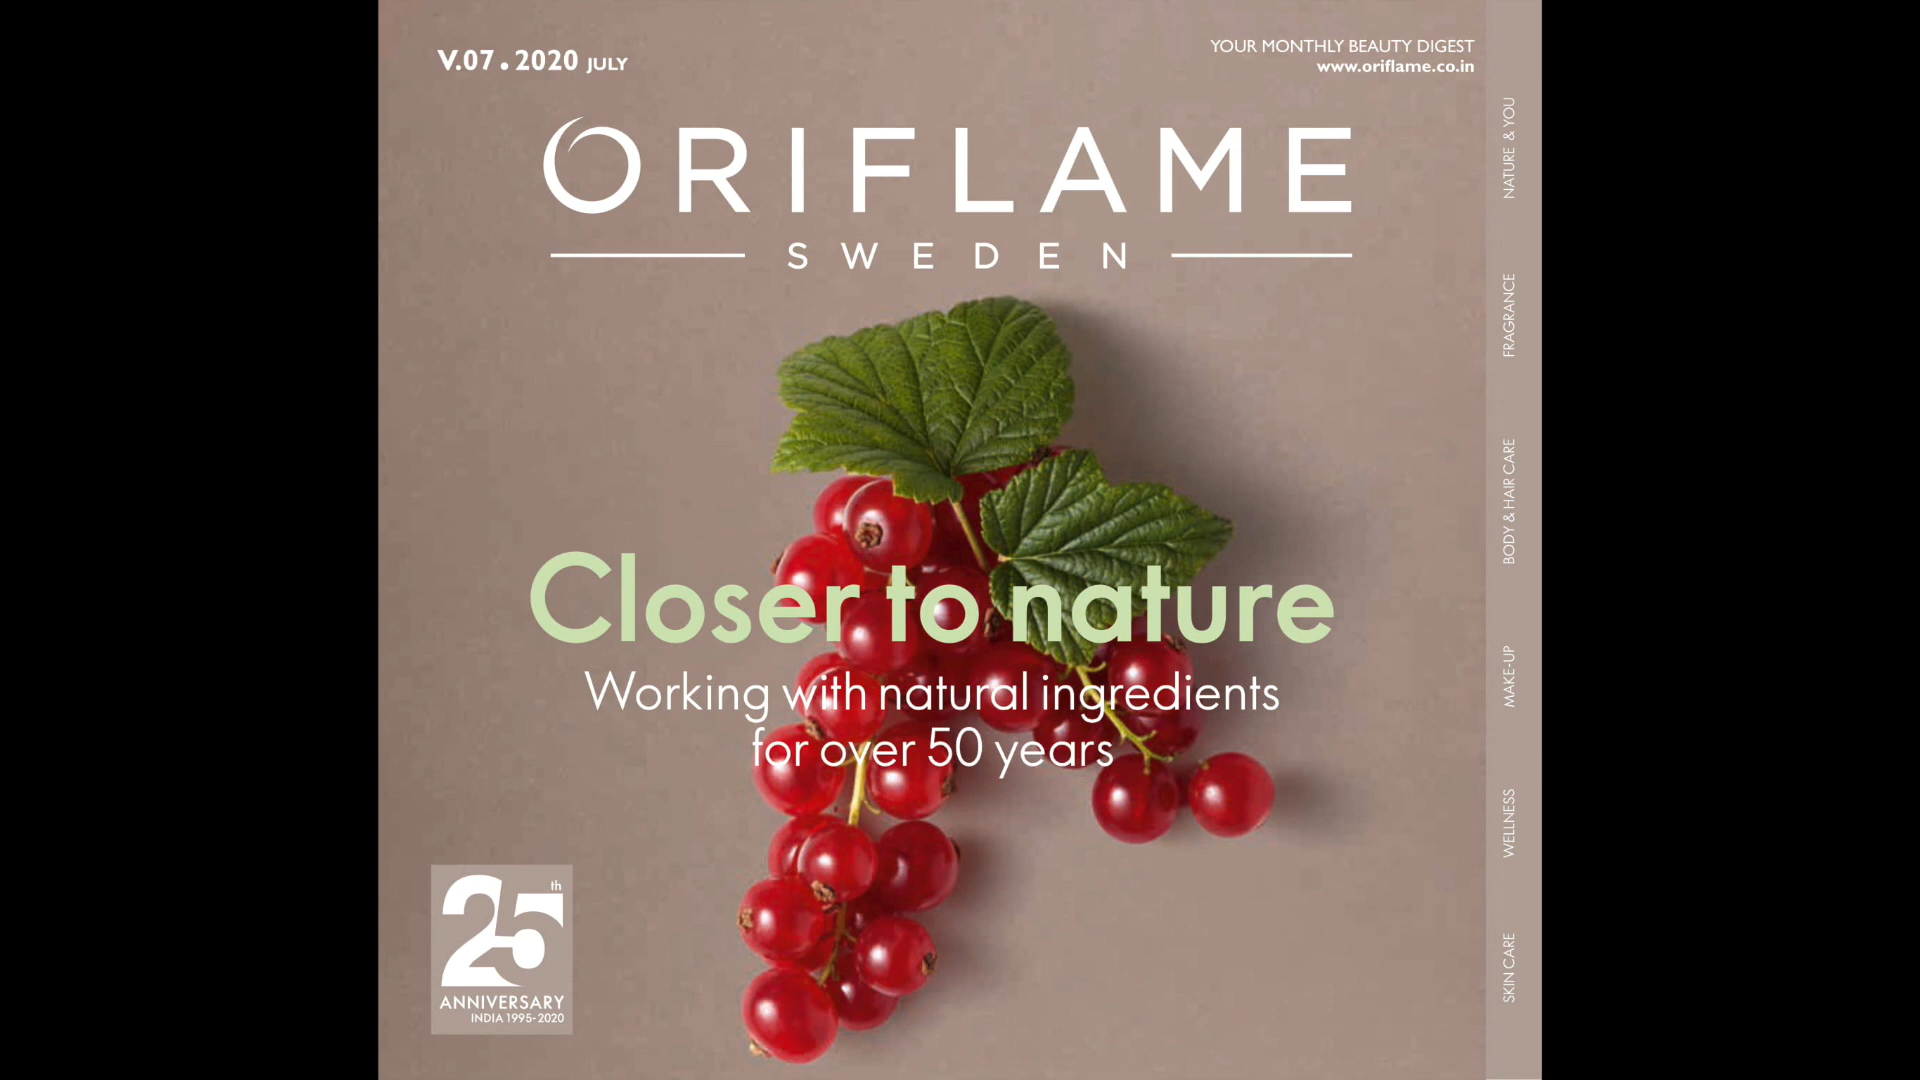 V.07 • 2020 JULY
YOUR MONTHLY BEAUTY DIGEST
www.oriflame.co.in
ORIFLAME
SWEDEN
Closer to nature
Working with natural ingredients
for over 50 years
25th
ANNIVERSARY
INDIA 1995-2020
NATURE & YOU
FRAGRANCE
BODY & HAIR CARE
MAKE-UP
WELLNESS
SKIN CARE